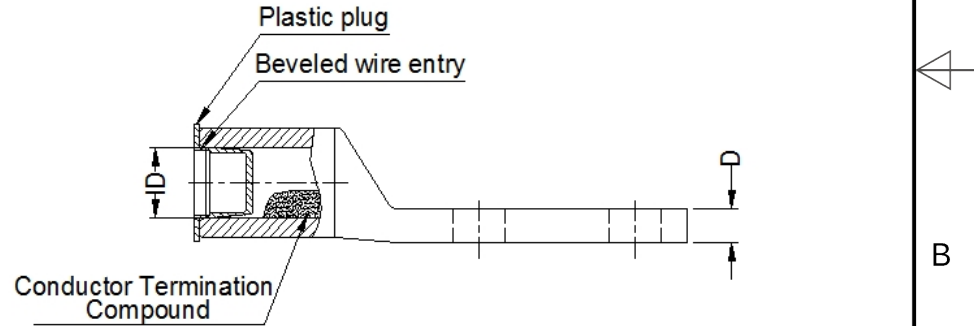 Plastic plug
Beveled wire entry
D
ID
B
Conductor Termination
Compound